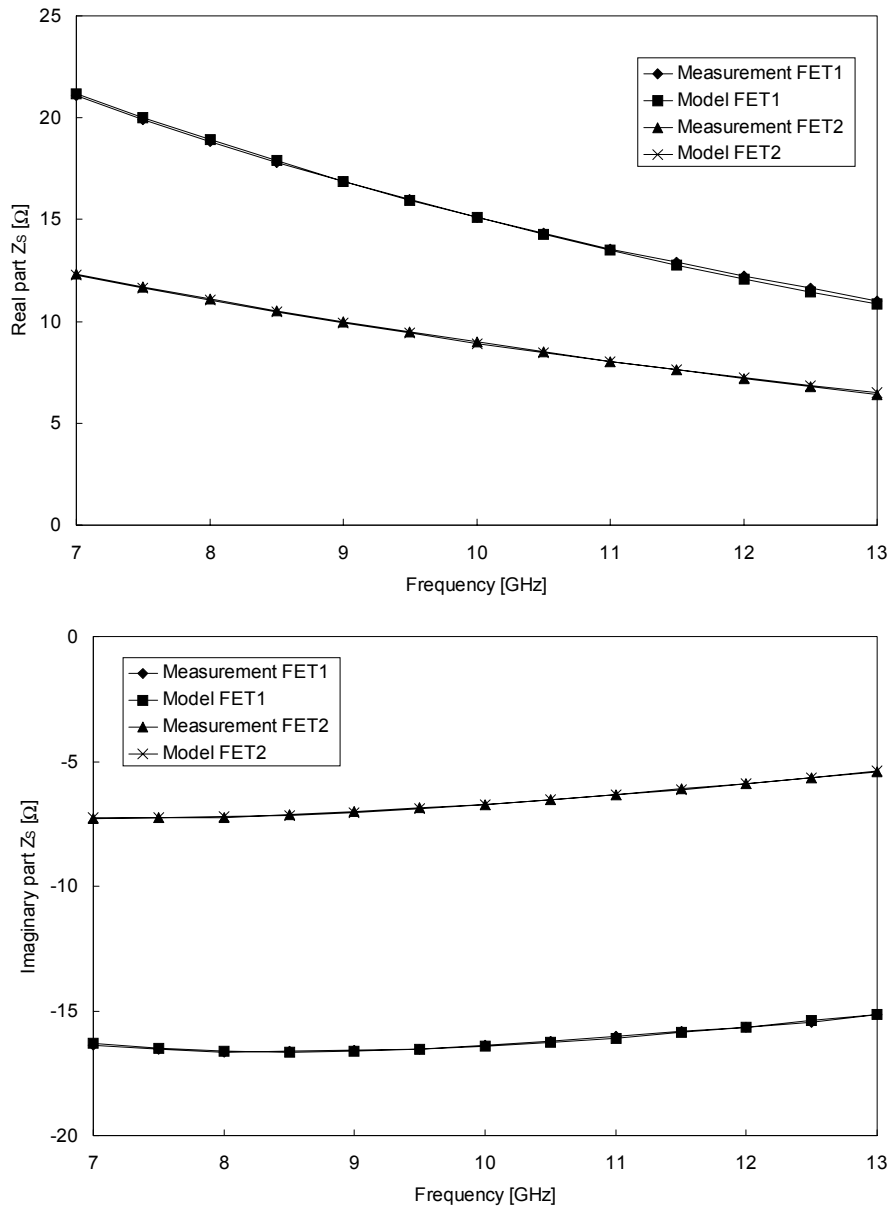 25
20
15
10
5
0
Real part Zs [Ω]
Measurement FET1
Model FET1
Measurement FET2
Model FET2
7 8 9 10 11 12 13
Frequency [GHz]
0
-5
-10
-15
-20
Imaginary part Zs [Ω]
Measurement FET1
Model FET1
Measurement FET2
Model FET2
7 8 9 10 11 12 13
Frequency [GHz]